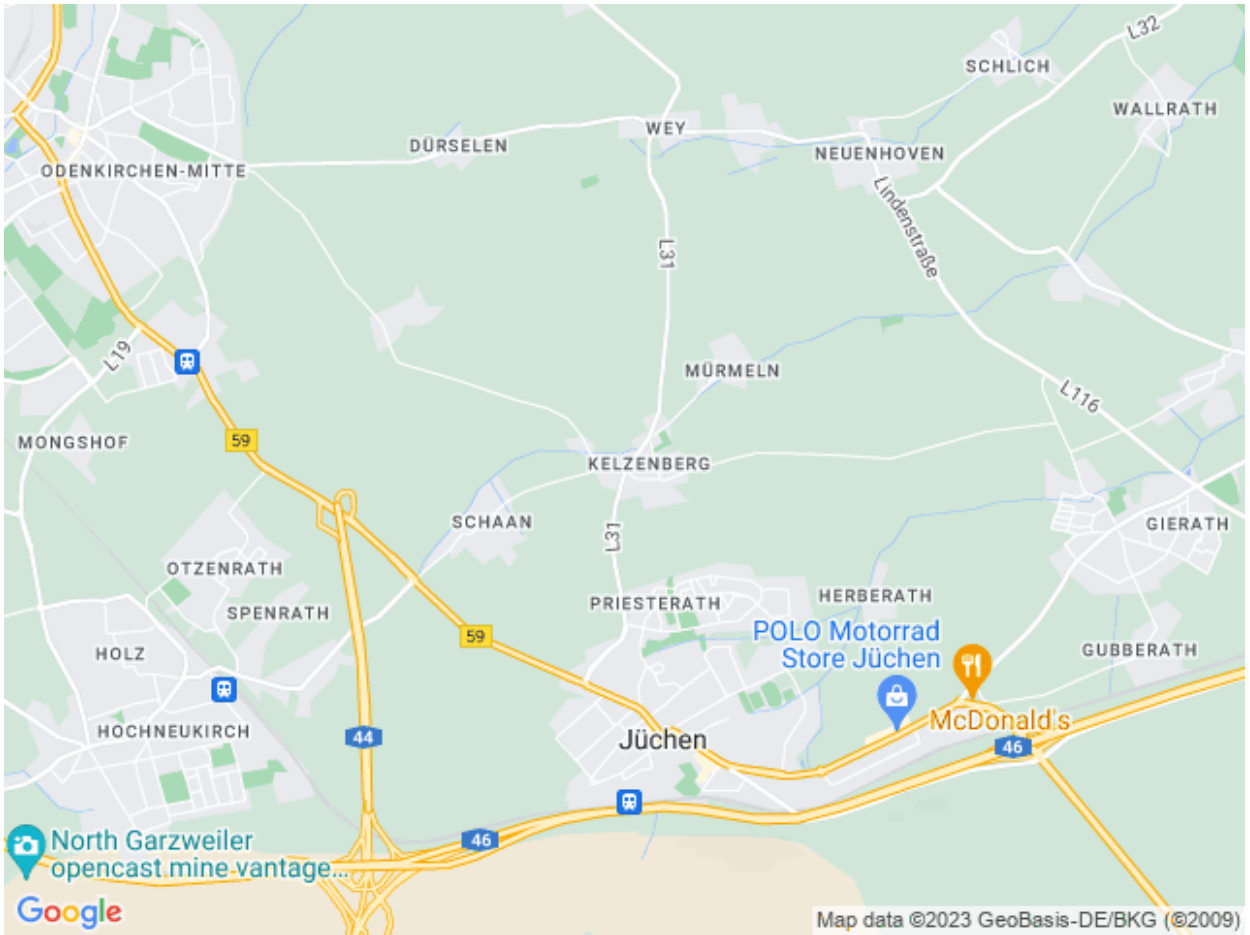 L32
SCHLICH
WALLRATH
WEY
DÜRSELEN
NEUENHOVEN
ODENKIRCHEN-MITTE
Lindenstraße
L31
L19
MÜRMELN
L116
MONGSHOF
59
KELZENBERG
SCHAAN
GIERATH
L31
OTZENRATH
HERBERATH
PRIESTERATH
SPENRATH
59
POLO Motorrad
Store Jüchen
GUBBERATH
HOLZ
McDonald's
HOCHNEUKIRCH
44
Jüchen
46
46
North Garzweiler
opencast mine vantage...
Google
Map data ©2023 GeoBasis-DE/BKG (©2009)